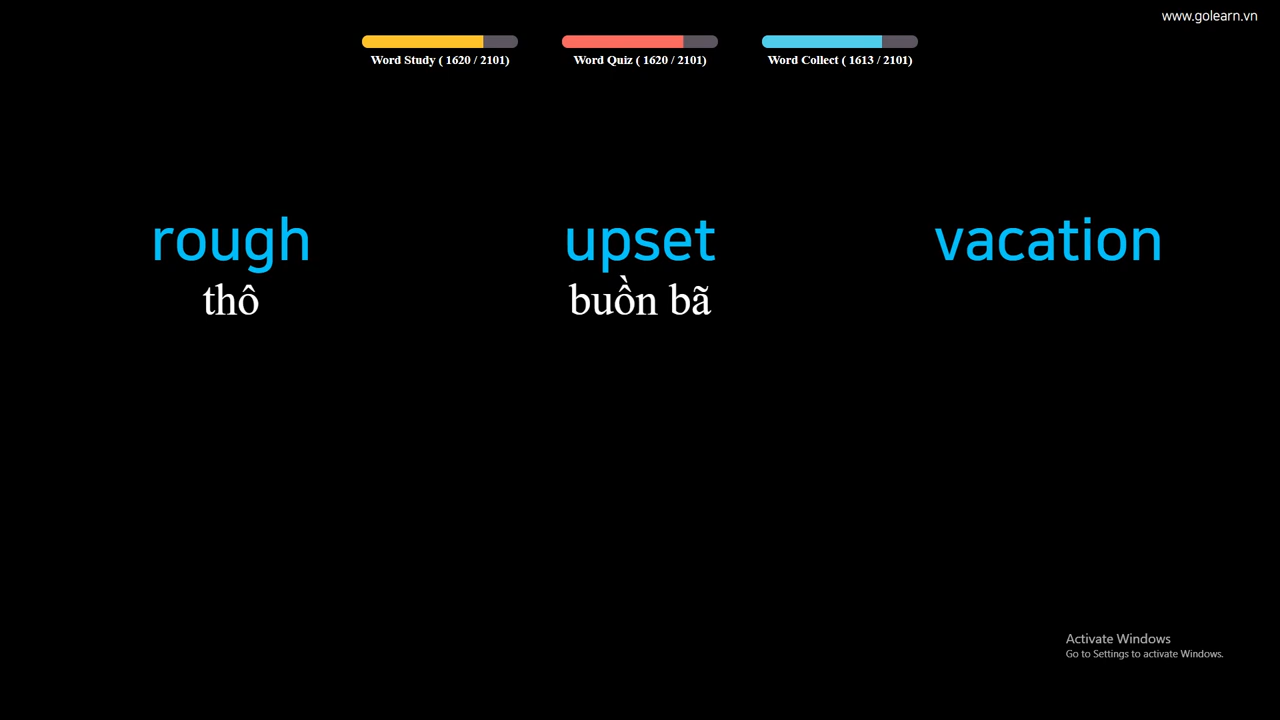 www.golearn.vn
Word Study ( 1620 / 2101)
Word Quiz ( 1620 / 2101)
Word Collect ( 1613 / 2101)
rough
upset
vacation
thô
buồn bã
Activate Windows
Go to Settings to activate Windows.